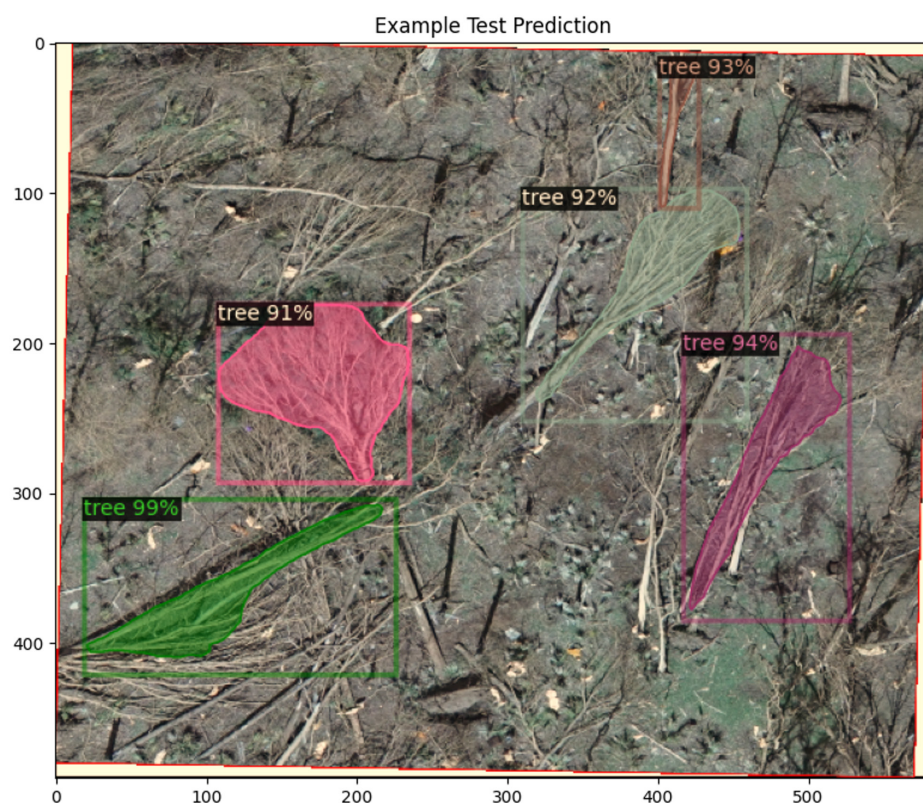 Example Test Prediction
0
tree 93%
100
tree 92%
tree 91%
200
tree 94%
300
tree 99%
400
0 100 200 300 400 500